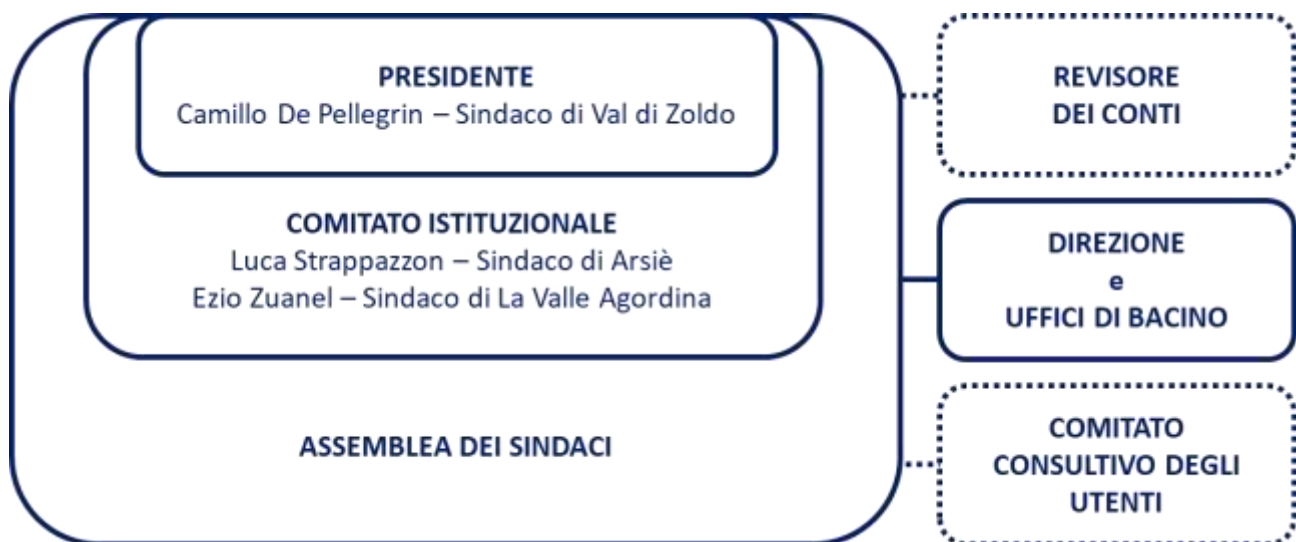 PRESIDENTE
Camillo De Pellegrin – Sindaco di Val di Zoldo
COMITATO ISTITUZIONALE
Luca Strappazzon – Sindaco di Arsiè
Ezio Zuanel – Sindaco di La Valle Agordina
ASSEMBLEA DEI SINDACI
REVISORE
DEI CONTI
DIREZIONE
e
UFFICI DI BACINO
COMITATO
CONSULTIVO DEGLI
UTENTI